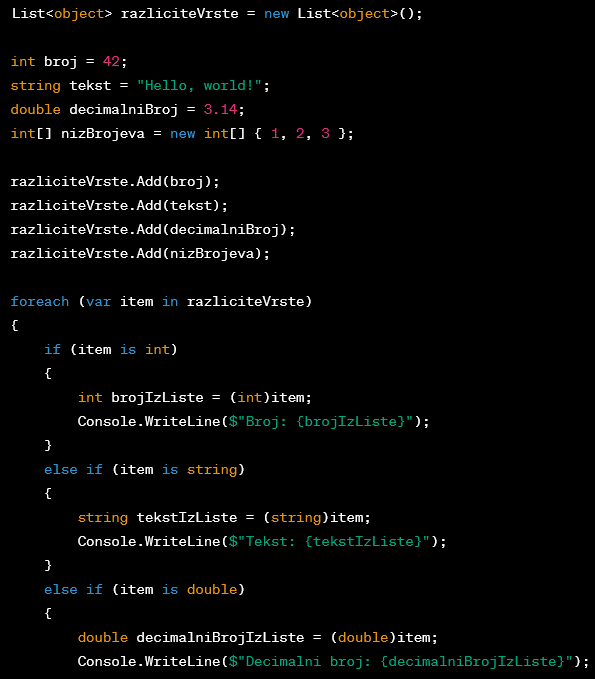 List<object> razliciteVrste = new List<object>();
int broj = 42;
string tekst = "Hello, world!";
double decimalniBroj = 3.14;
int[] nizBrojeva = new int[] { 1, 2, 3 };
razliciteVrste.Add(broj);
razliciteVrste.Add(tekst);
razliciteVrste.Add(decimalniBroj);
razliciteVrste.Add(nizBrojeva);
foreach (var item in razliciteVrste)
{
    if (item is int)
    {
        int brojIzListe = (int)item;
        Console.WriteLine($"Broj: {brojIzListe}");
    }
    else if (item is string)
    {
        string tekstIzListe = (string)item;
        Console.WriteLine($"Tekst: {tekstIzListe}");
    }
    else if (item is double)
    {
        double decimalniBrojIzListe = (double)item;
        Console.WriteLine($"Decimalni broj: {decimalniBrojIzListe}");